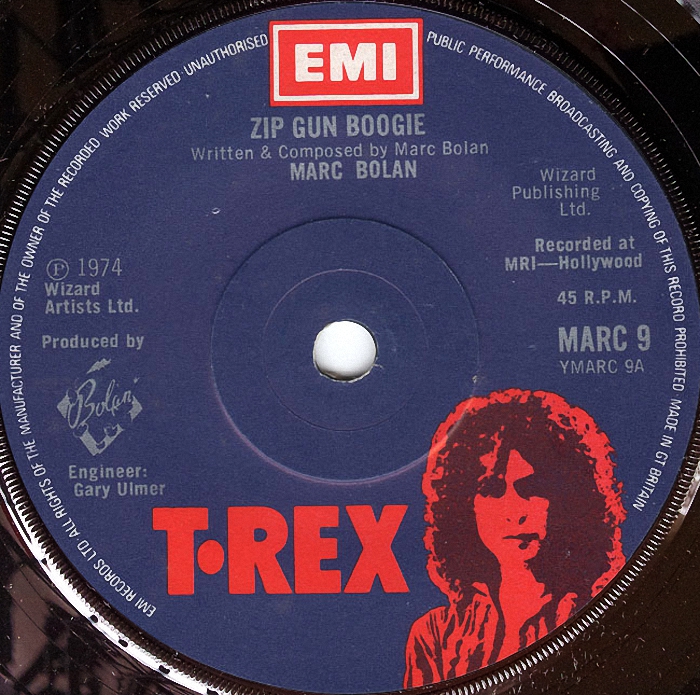 EMI
ZIP GUN BOOGIE
Written & Composed by Marc Bolan
MARC BOLAN
Wizard
Publishing
Ltd.
Recorded at
MRI—Hollywood
45 R.P.M.
MARC 9
YMARC 9A
℗ 1974
Wizard
Artists Ltd.
Produced by
Bolan
Engineer:
Gary Ulmer
T·REX
EMI RECORDS LTD. ALL RIGHTS OF THE MANUFACTURER AND OF THE OWNER OF THE RECORDED WORK RESERVED · UNAUTHORISED PUBLIC PERFORMANCE BROADCASTING AND COPYING OF THIS RECORD PROHIBITED MADE IN GT BRITAIN